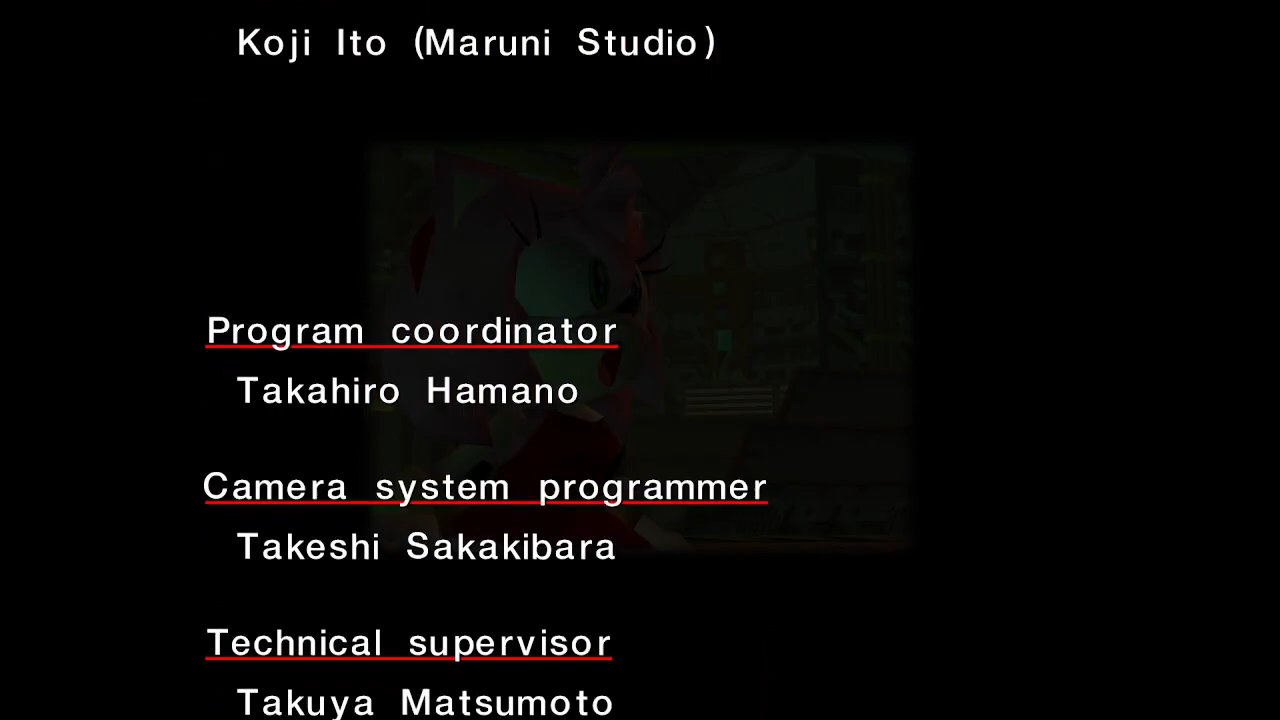 Koji Ito (Maruni Studio)
Program coordinator
Takahiro Hamano
Camera system programmer
Takeshi Sakakibara
Technical supervisor
Takuya Matsumoto